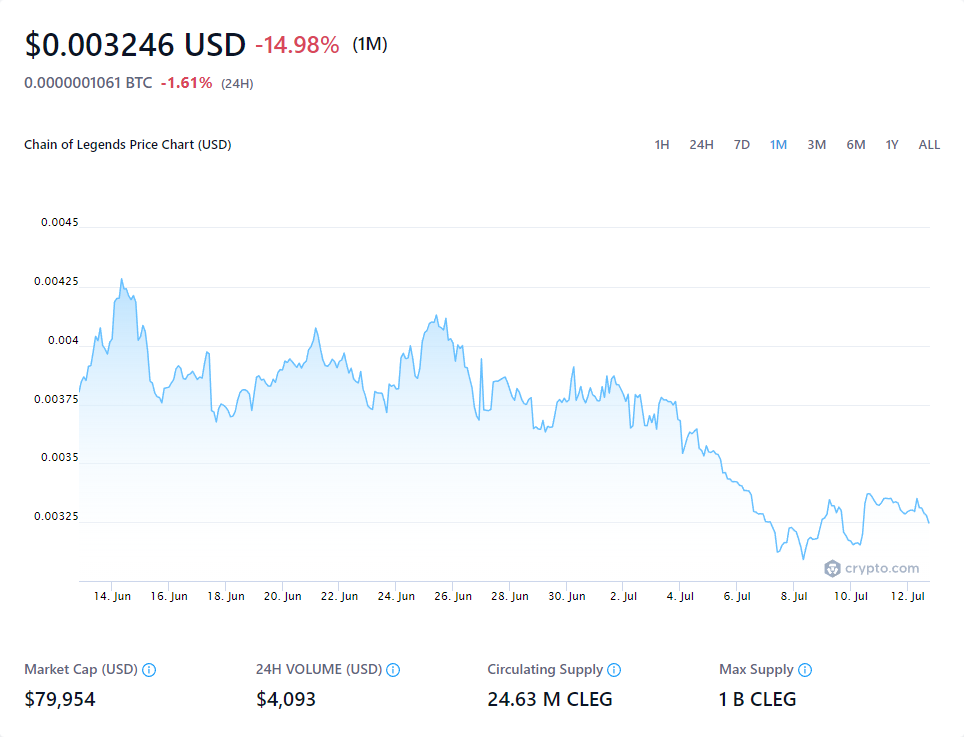 $0.003246 USD -14.98% (1M)
0.0000001061 BTC -1.61% (24H)
Chain of Legends Price Chart (USD)
1H 24H 7D 1M 3M 6M 1Y ALL
0.0045
0.00425
0.004
0.00375
0.0035
0.00325
crypto.com
14. Jun 16. Jun 18. Jun 20. Jun 22. Jun 24. Jun 26. Jun 28. Jun 30. Jun 2. Jul 4. Jul 6. Jul 8. Jul 10. Jul 12. Jul
Market Cap (USD) 24H VOLUME (USD) Circulating Supply Max Supply
$79,954 $4,093 24.63 M CLEG 1 B CLEG